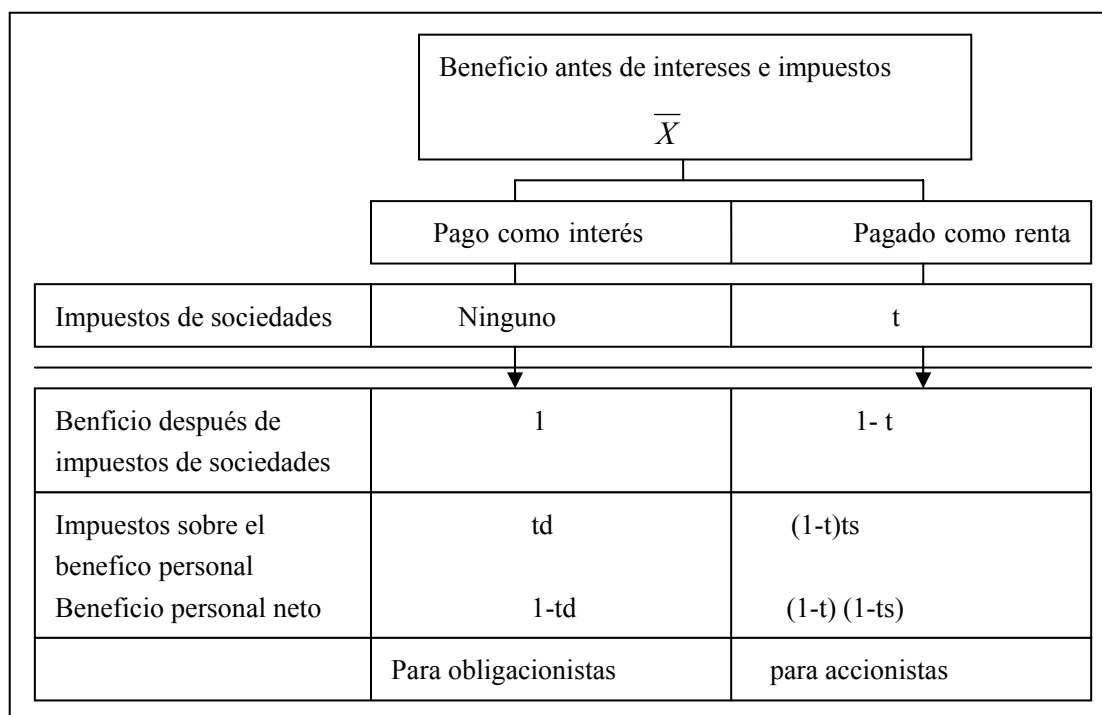 Beneficio antes de intereses e impuestos
X̅
Pago como interés Pagado como renta
Impuestos de sociedades Ninguno t
Benficio después de 1 1- t
impuestos de sociedades
Impuestos sobre el td (1-t)ts
benefico personal
Beneficio personal neto 1-td (1-t) (1-ts)
Para obligacionistas para accionistas